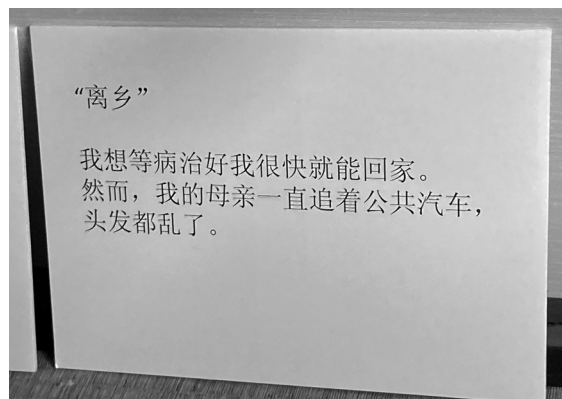 “离乡”
我想等病治好我很快就能回家。
然而，我的母亲一直追着公共汽车，
头发都乱了。